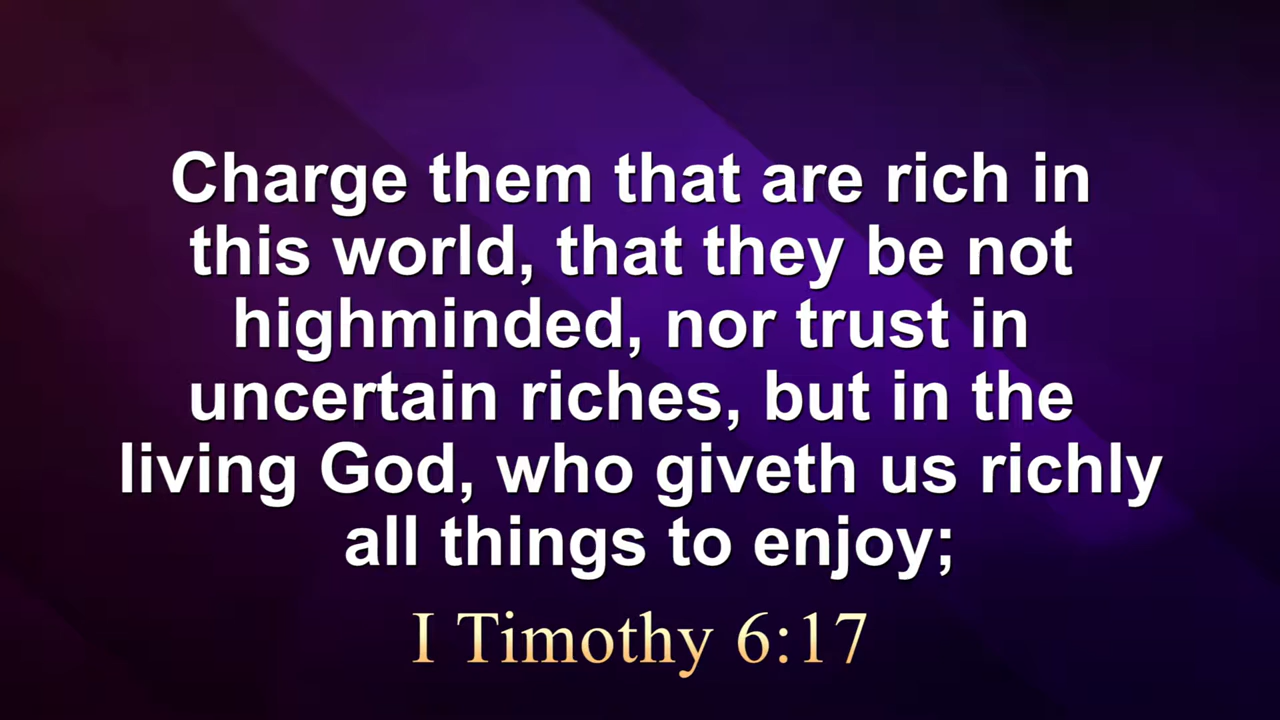 Charge them that are rich in
this world, that they be not
highminded, nor trust in
uncertain riches, but in the
living God, who giveth us richly
all things to enjoy;
I Timothy 6:17